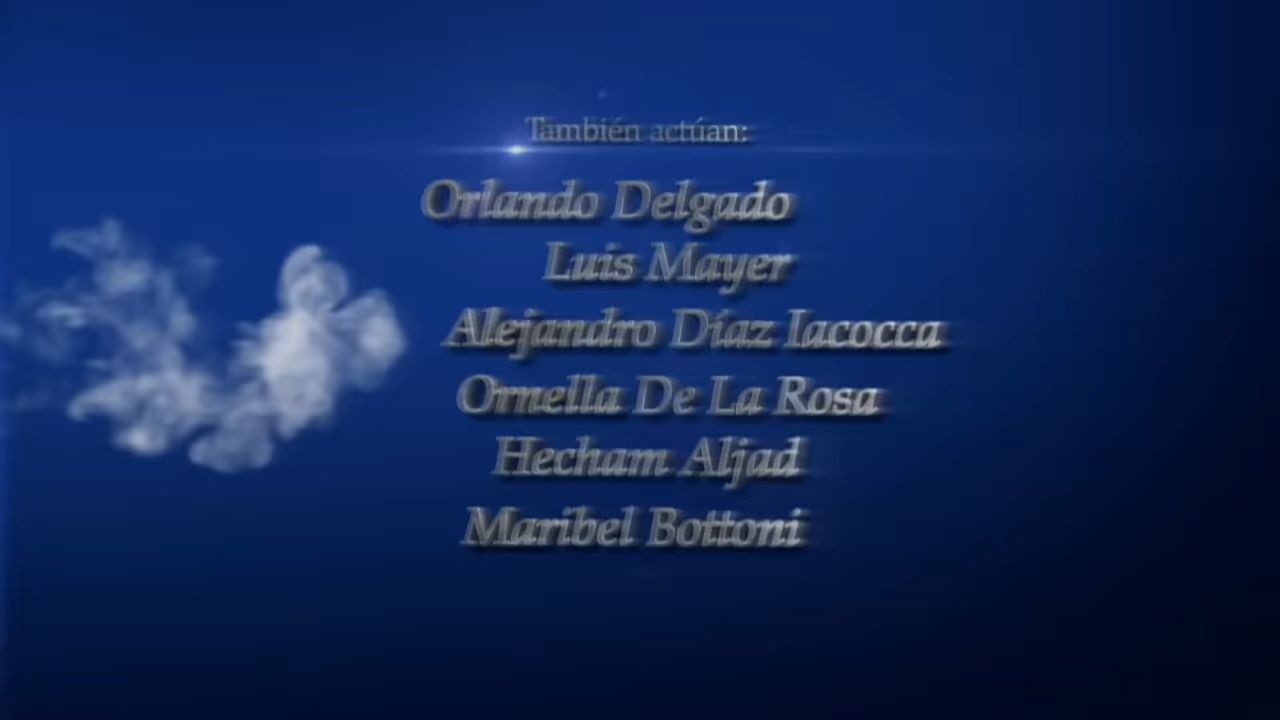 También actúan:
Orlando Delgado
Luis Mayer
Alejandro Díaz Iacocca
Ornella De La Rosa
Hecham Aljad
Maribel Bottoni